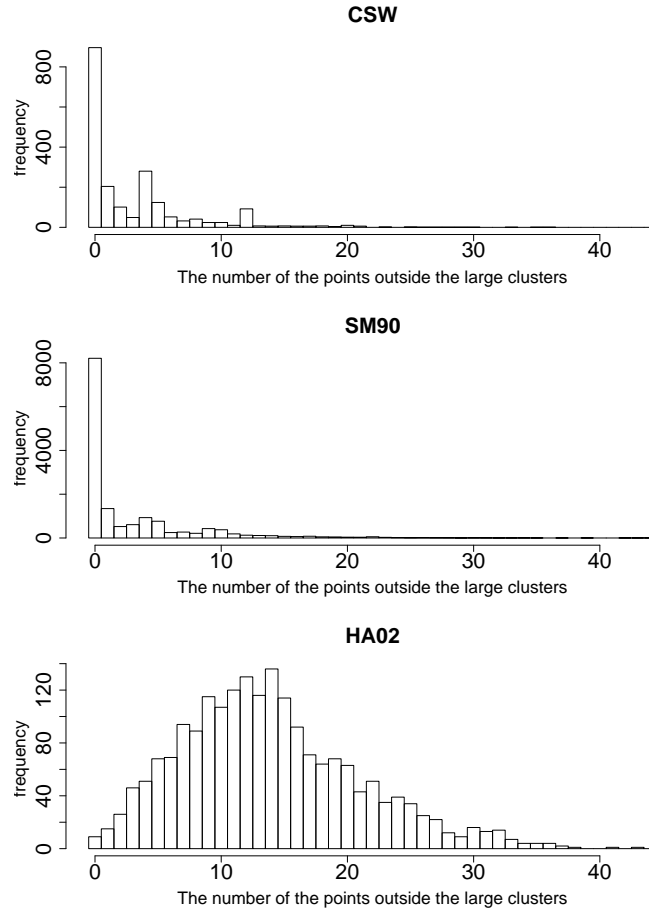 CSW
800
400
0
frequency
0 10 20 30 40
The number of the points outside the large clusters
SM90
8000
4000
0
frequency
0 10 20 30 40
The number of the points outside the large clusters
HA02
120
80
40
0
frequency
0 10 20 30 40
The number of the points outside the large clusters